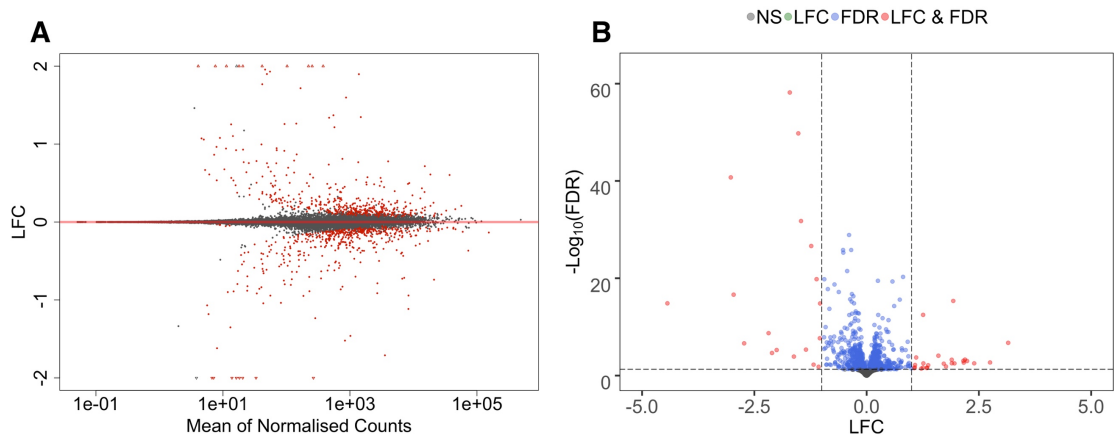 A
2
1
0
-1
-2
LFC
1e-01
1e+01
1e+03
1e+05
Mean of Normalised Counts
B
NS LFC FDR LFC & FDR
60
40
20
0
-Log10(FDR)
-5.0
-2.5
0.0
2.5
5.0
LFC